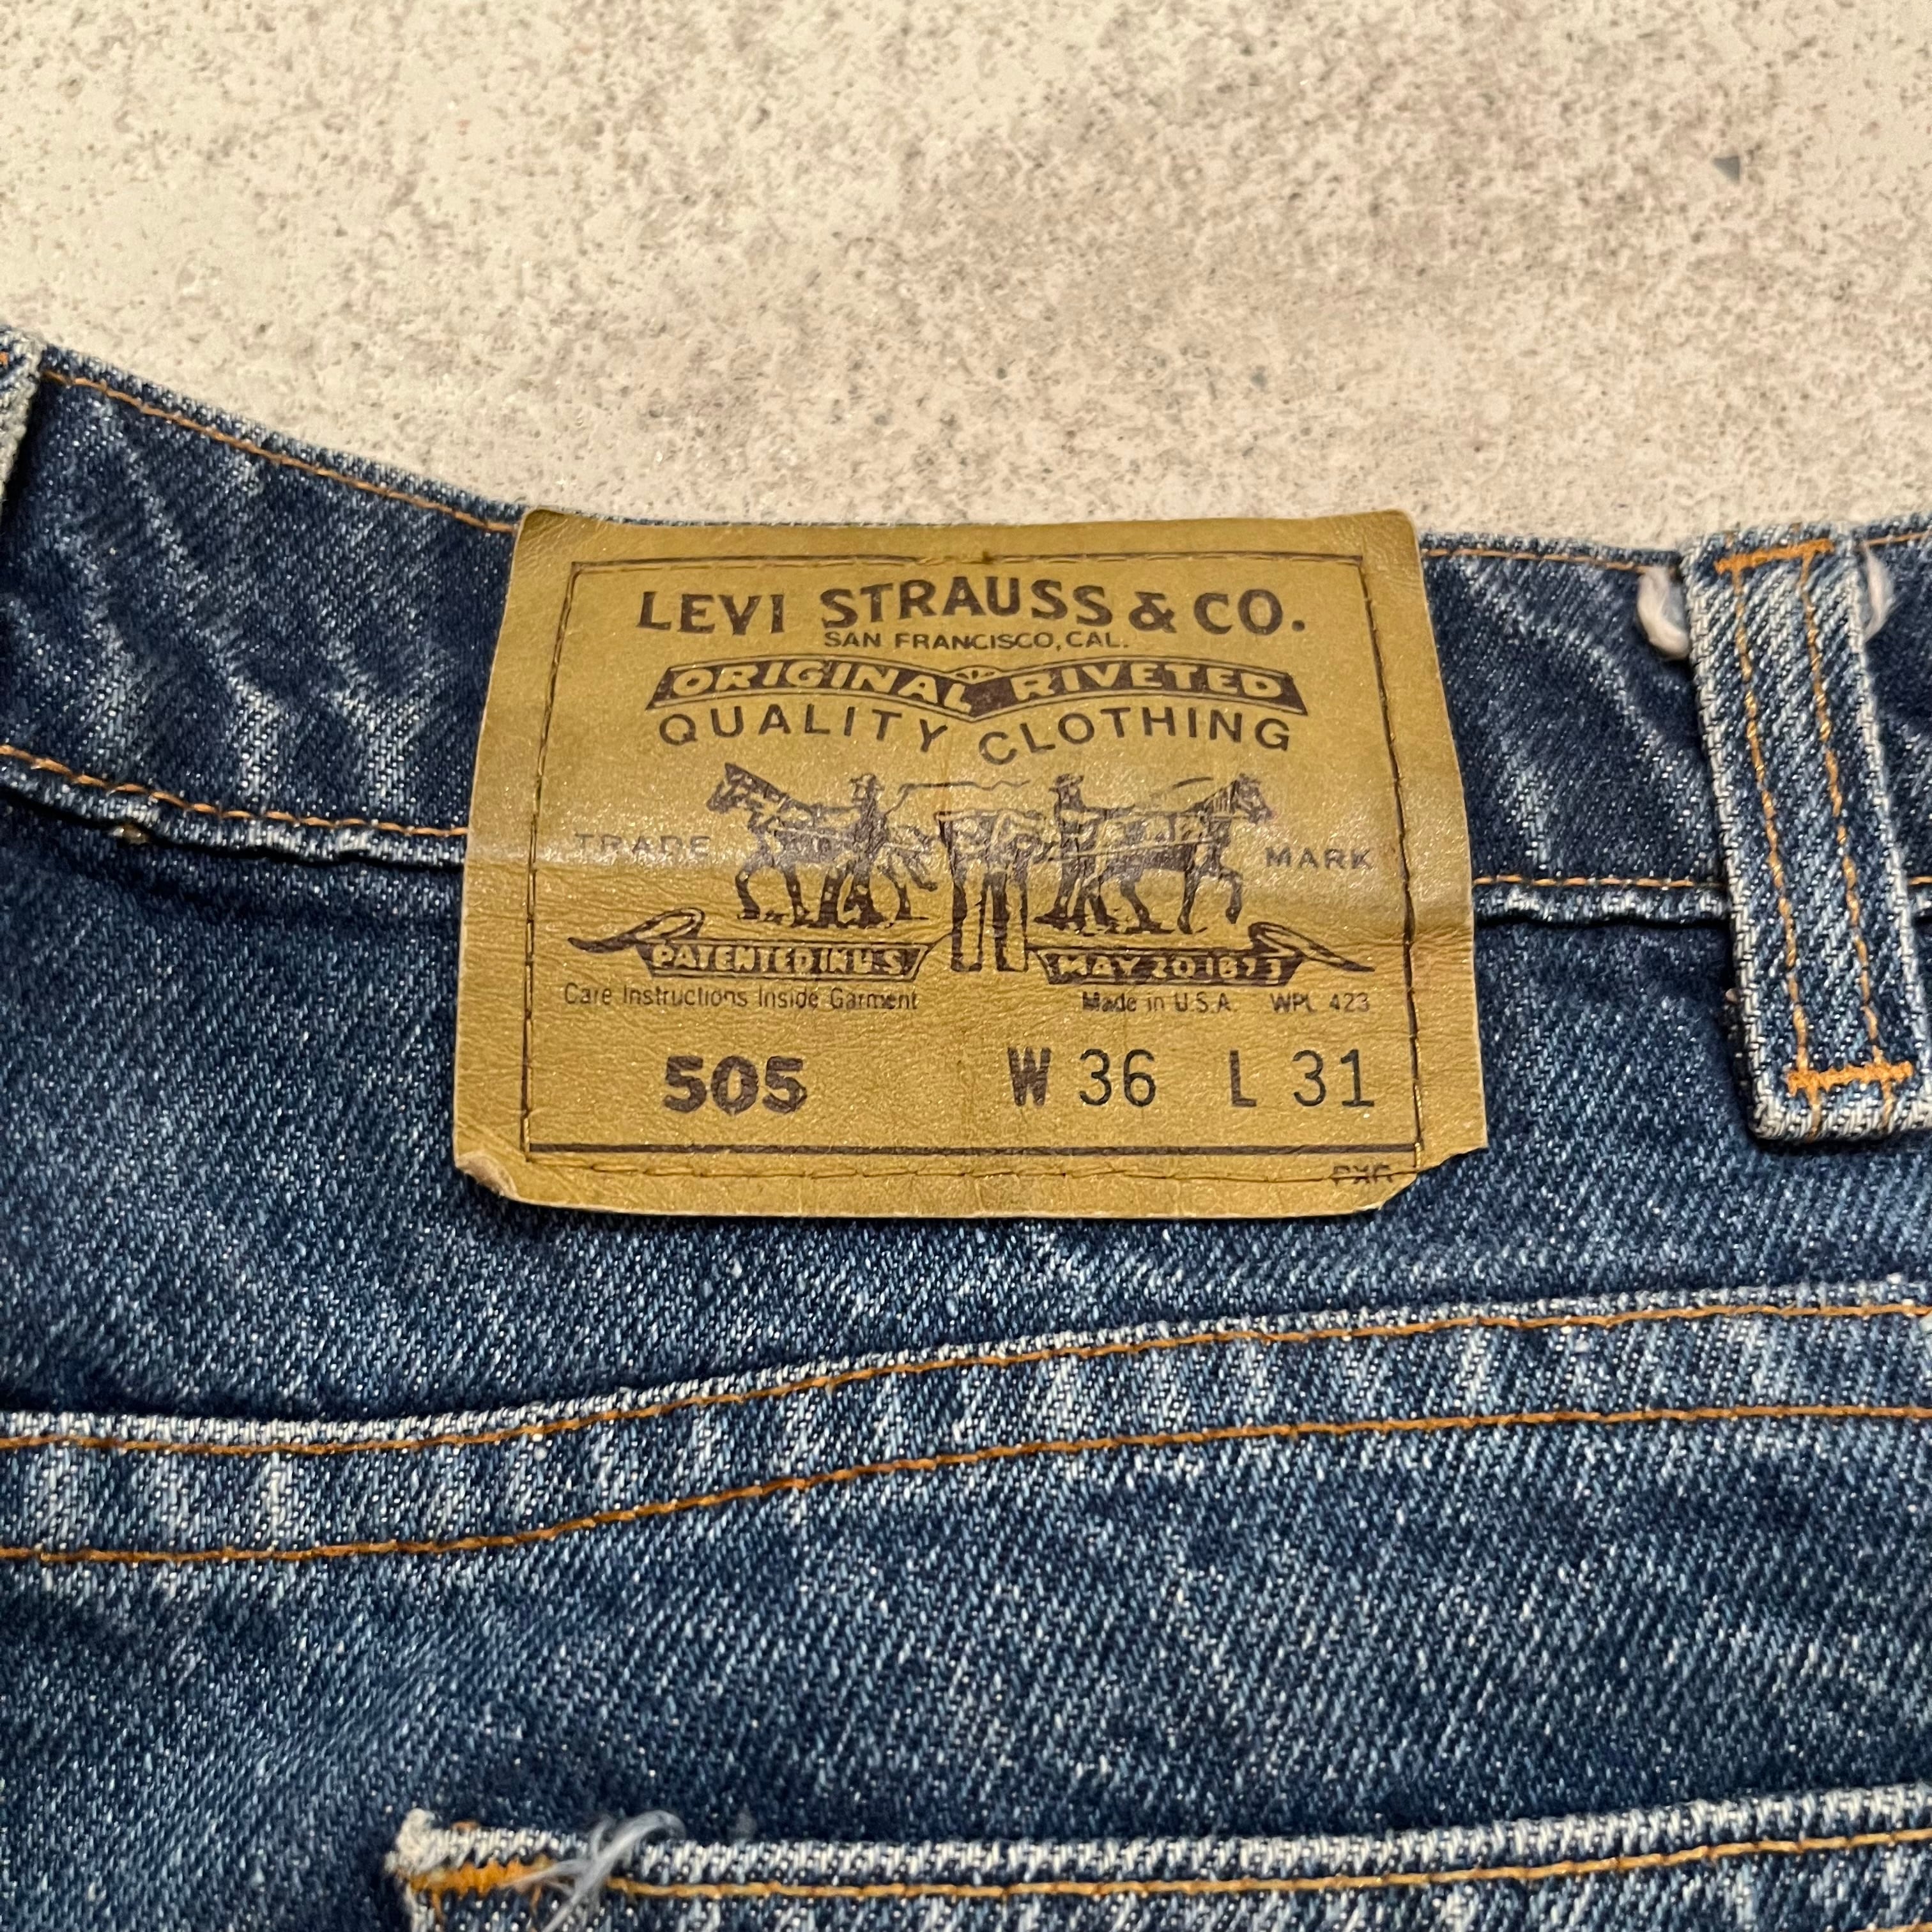 LEVI STRAUSS & CO.
SAN FRANCISCO, CAL.
ORIGINAL RIVETED
QUALITY CLOTHING
TRADE MARK
PATENTED IN U.S. MAY 20 1873
Care Instructions Inside Garment Made in U.S.A. WPL 423
505 W 36 L 31